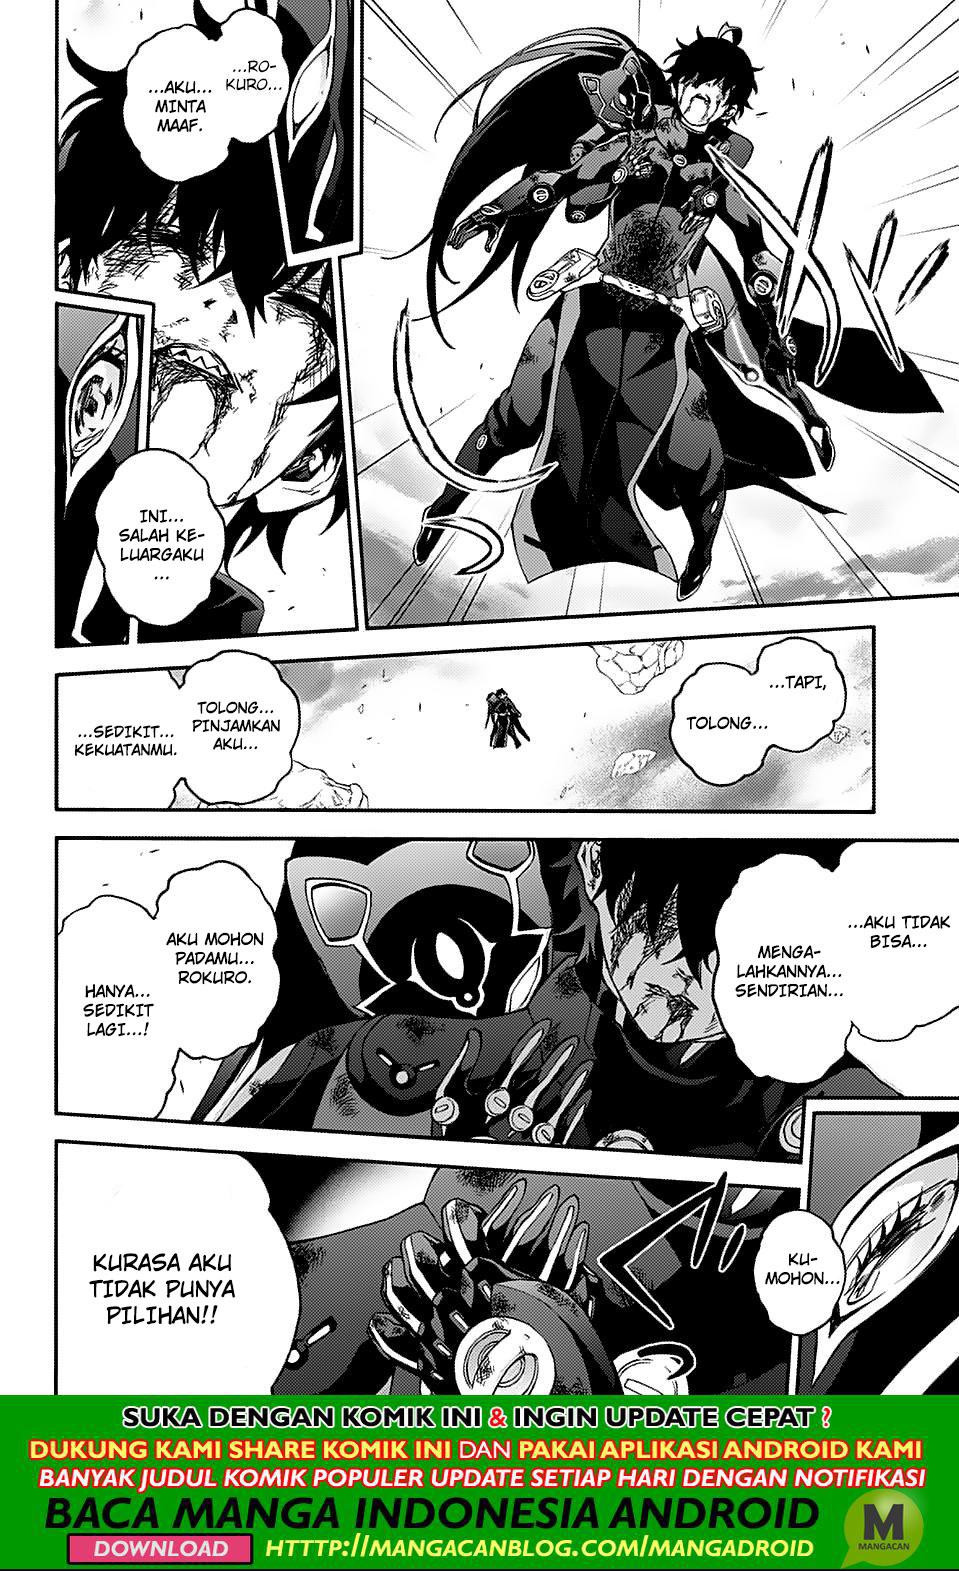 ...RO-
KURO...
...AKU...
MINTA
MAAF.
INI...
SALAH KE-
LUARGAKU
...
...TAPI,
TOLONG...
TOLONG...
PINJAMKAN
AKU...
...SEDIKIT...
KEKUATANMU.
...AKU TIDAK
BISA...
MENGA-
LAHKANNYA...
SENDIRIAN...
AKU MOHON
PADAMU...
ROKURO.
HANYA...
SEDIKIT
LAGI...!
KU-
MOHON...
KURASA AKU
TIDAK PUNYA
PILIHAN!!
SUKA DENGAN KOMIK INI & INGIN UPDATE CEPAT ?
DUKUNG KAMI SHARE KOMIK INI DAN PAKAI APLIKASI ANDROID KAMI
BANYAK JUDUL KOMIK POPULER UPDATE SETIAP HARI DENGAN NOTIFIKASI
BACA MANGA INDONESIA ANDROID
DOWNLOAD HTTTP://MANGACANBLOG.COM/MANGADROID
M
MANGACAN